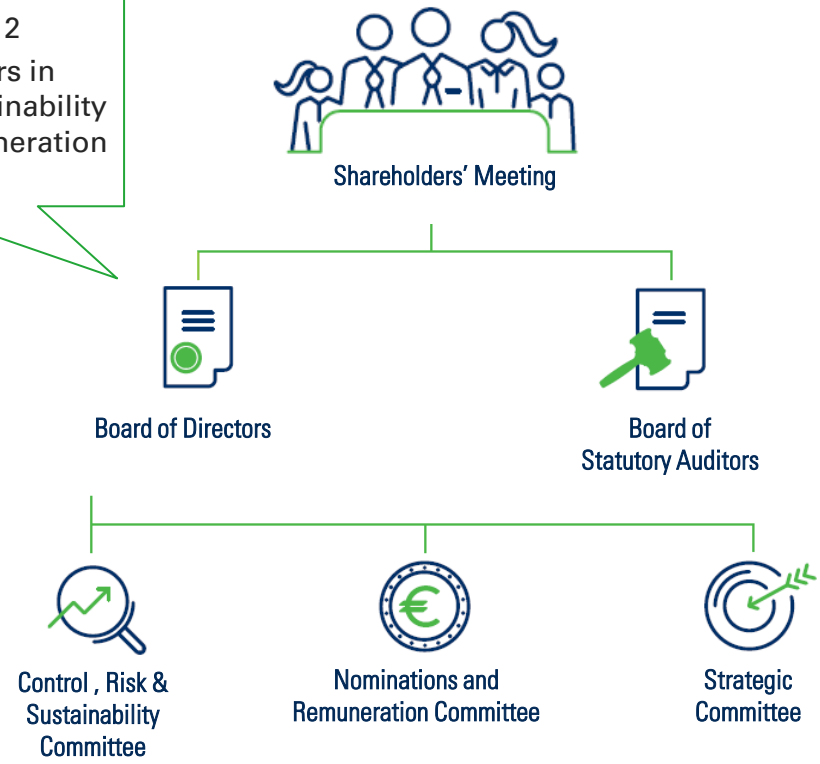 2
rs in
inability
neration
Shareholders’ Meeting
Board of Directors
Board of
Statutory Auditors
Control , Risk &
Sustainability
Committee
Nominations and
Remuneration Committee
Strategic
Committee